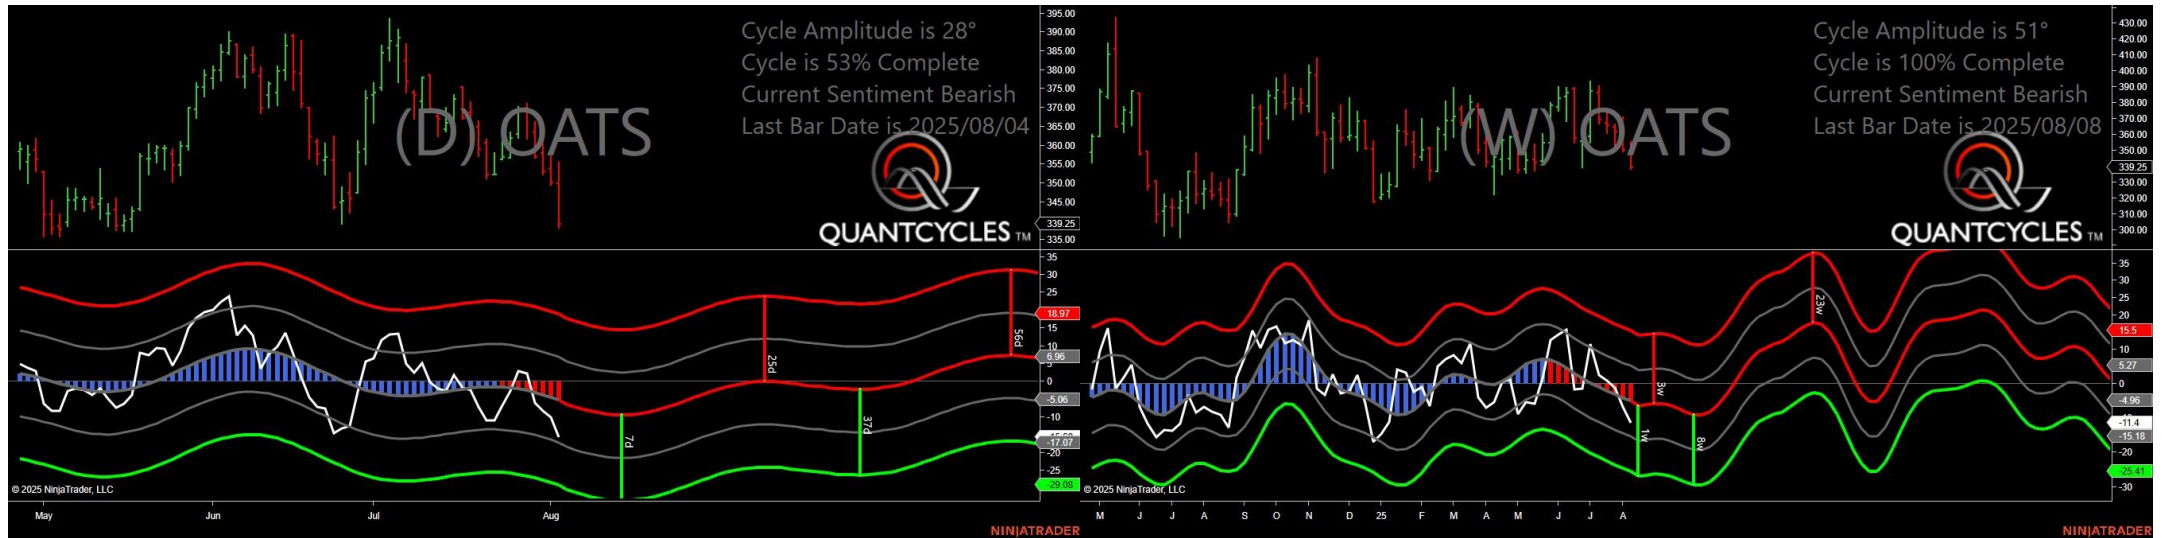 Cycle Amplitude is 28°
Cycle is 53% Complete
Current Sentiment Bearish
Last Bar Date is 2025/08/04
(D) OATS
QUANTCYCLES TM
395.00
390.00
385.00
380.00
375.00
370.00
365.00
360.00
355.00
350.00
345.00
339.25
335.00
35
30
25
18.97
15
10
6.96
0
-5.06
-10
-17.07
-20
-25
-29.08
7d
25d
37d
56d
© 2025 NinjaTrader, LLC
May Jun Jul Aug
NINJATRADER
Cycle Amplitude is 51°
Cycle is 100% Complete
Current Sentiment Bearish
Last Bar Date is 2025/08/08
(W) OATS
QUANTCYCLES TM
430.00
420.00
410.00
400.00
390.00
380.00
370.00
360.00
350.00
339.25
330.00
320.00
310.00
300.00
35
25
20
15.5
10
5.27
0
-4.96
-11.4
-15.18
-20
-25.41
-30
1w
3w
8w
23w
© 2025 NinjaTrader, LLC
M J J A S O N D 25 F M A M J J A
NINJATRADER